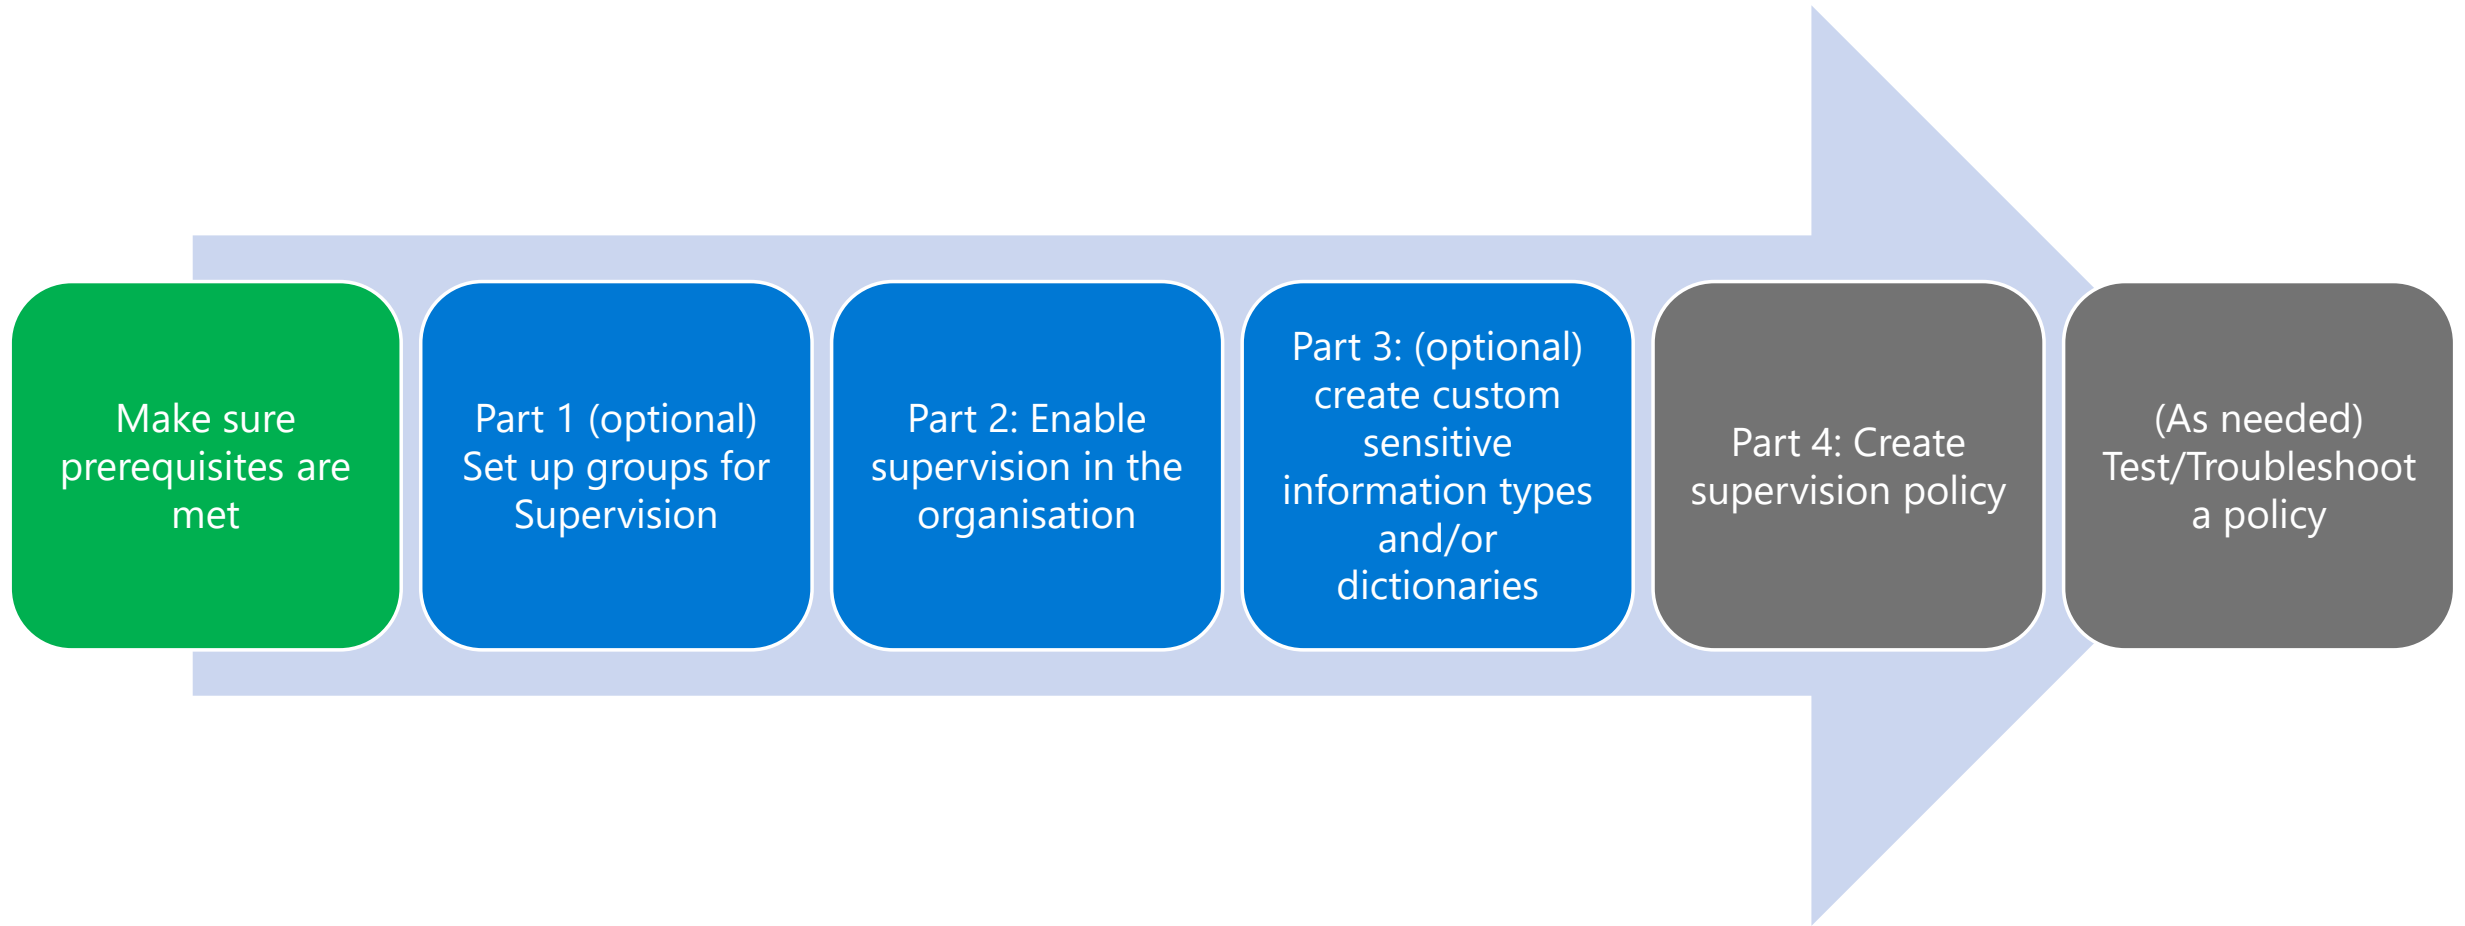 Make sure
prerequisites are
met
Part 1 (optional)
Set up groups for
Supervision
Part 2: Enable
supervision in the
organisation
Part 3: (optional)
create custom
sensitive
information types
and/or
dictionaries
Part 4: Create
supervision policy
(As needed)
Test/Troubleshoot
a policy